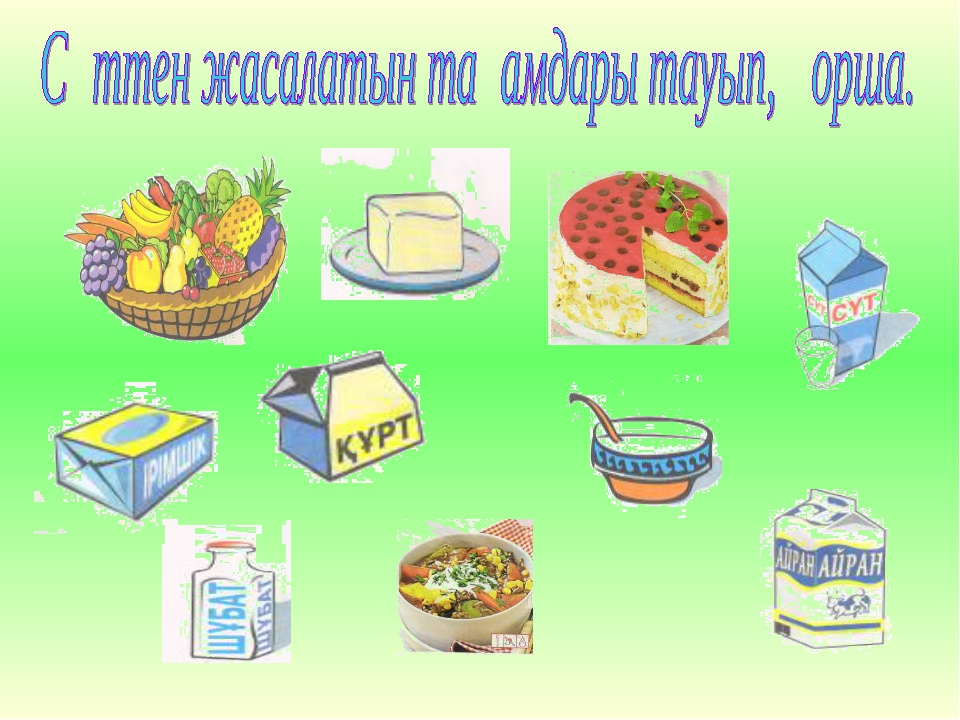 С ттен жасалатын та амдары тауып, орша.
СҮТ
ҚҰРТ
ІРІМШІК
ШҰБАТ ШҰБАТ
АЙРАН АЙРАН